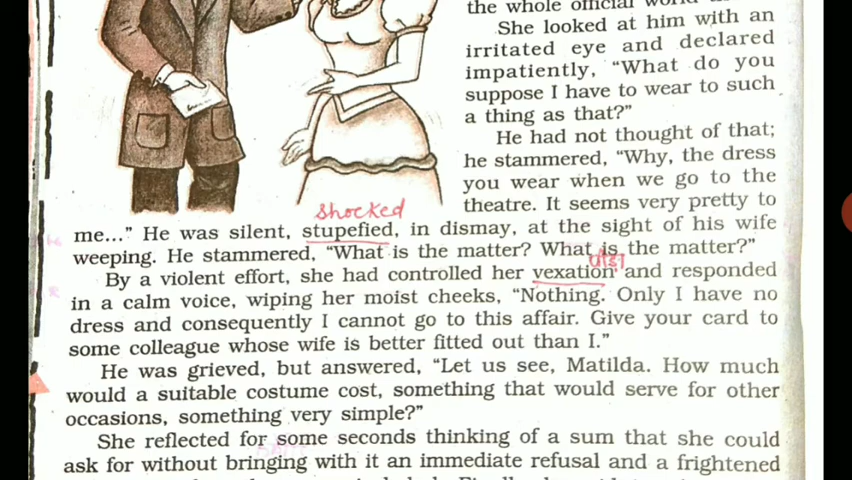 the whole official world
She looked at him with an
irritated eye and declared
impatiently, “What do you
suppose I have to wear to such
a thing as that?”
He had not thought of that;
he stammered, “Why, the dress
you wear when we go to the
theatre. It seems very pretty to
shocked
me...” He was silent, stupefied, in dismay, at the sight of his wife
weeping. He stammered, “What is the matter? What is the matter?”
By a violent effort, she had controlled her vexation and responded
in a calm voice, wiping her moist cheeks, “Nothing. Only I have no
dress and consequently I cannot go to this affair. Give your card to
some colleague whose wife is better fitted out than I.”
He was grieved, but answered, “Let us see, Matilda. How much
would a suitable costume cost, something that would serve for other
occasions, something very simple?”
She reflected for some seconds thinking of a sum that she could
ask for without bringing with it an immediate refusal and a frightened